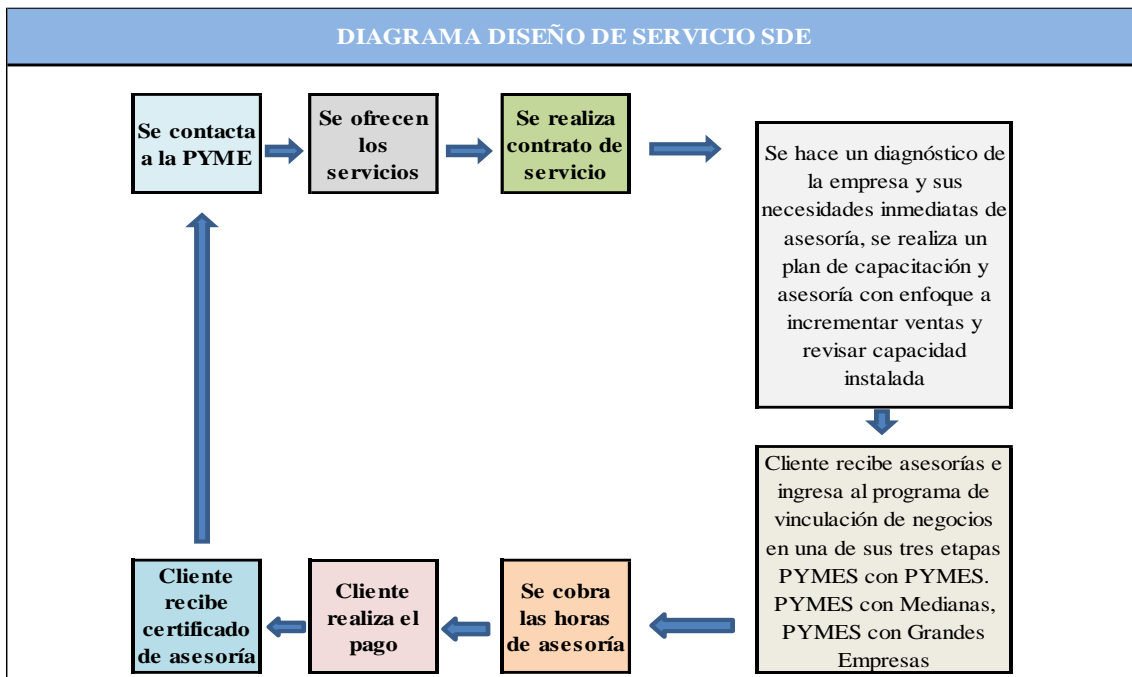 DIAGRAMA DISEÑO DE SERVICIO SDE
Se contacta
a la PYME
Se ofrecen
los
servicios
Se realiza
contrato de
servicio
Se hace un diagnóstico de
la empresa y sus
necesidades inmediatas de
asesoría, se realiza un
plan de capacitación y
asesoría con enfoque a
incrementar ventas y
revisar capacidad
instalada
Cliente recibe asesorías e
ingresa al programa de
vinculación de negocios
en una de sus tres etapas
PYMES con PYMES.
PYMES con Medianas,
PYMES con Grandes
Empresas
Se cobra
las horas
de asesoría
Cliente
realiza el
pago
Cliente
recibe
certificado
de asesoría